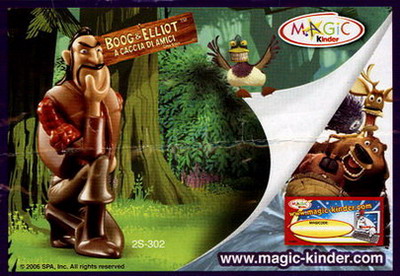 BOOG & ELLIOT™
A CACCIA DI AMICI
MAGIC
kinder
2S-302
© 2006 SPA, Inc. All rights reserved.
www.magic-kinder.com
www.magic-kinder.com